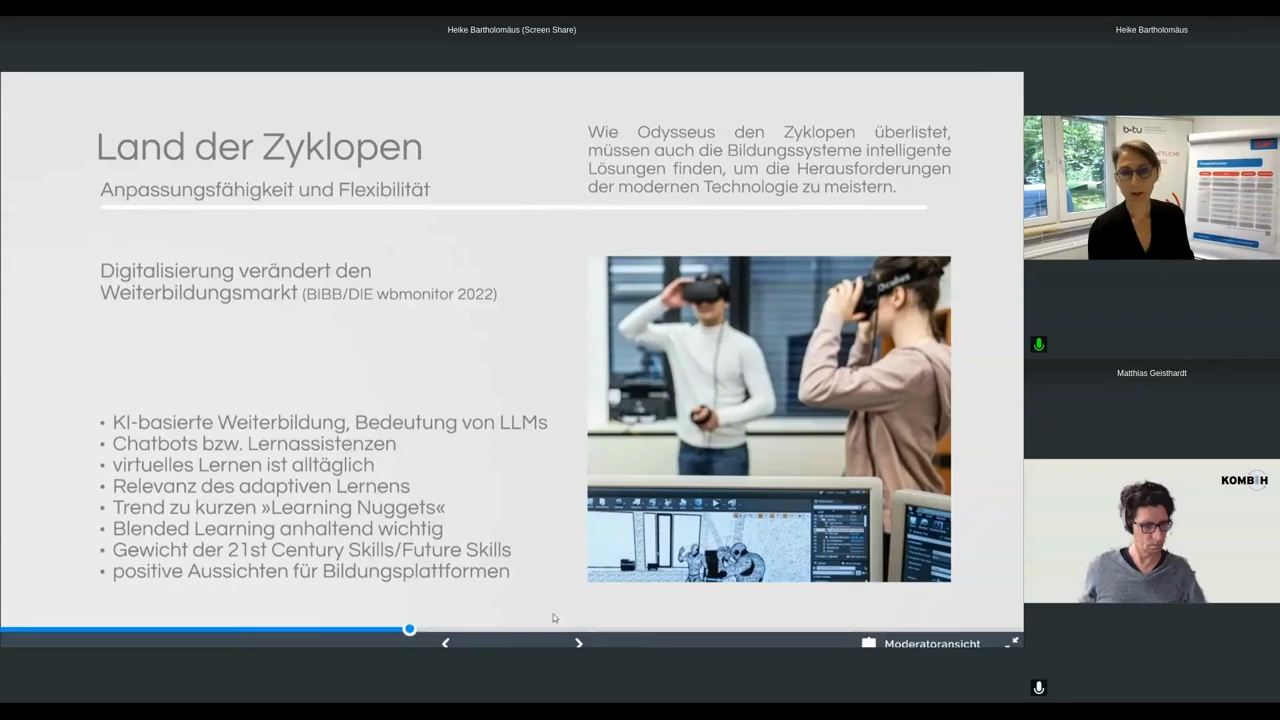 Heike Bartholomäus (Screen Share)
Heike Bartholomäus
Land der Zyklopen
Anpassungsfähigkeit und Flexibilität
Wie Odysseus den Zyklopen überlistet,
müssen auch die Bildungssysteme intelligente
Lösungen finden, um die Herausforderungen
der modernen Technologie zu meistern.
Digitalisierung verändert den
Weiterbildungsmarkt (BIBB/DIE wbmonitor 2022)
• KI-basierte Weiterbildung, Bedeutung von LLMs
• Chatbots bzw. Lernassistenzen
• virtuelles Lernen ist alltäglich
• Relevanz des adaptiven Lernens
• Trend zu kurzen »Learning Nuggets«
• Blended Learning anhaltend wichtig
• Gewicht der 21st Century Skills/Future Skills
• positive Aussichten für Bildungsplattformen
Moderatoransicht
b-tu
Matthias Geisthardt